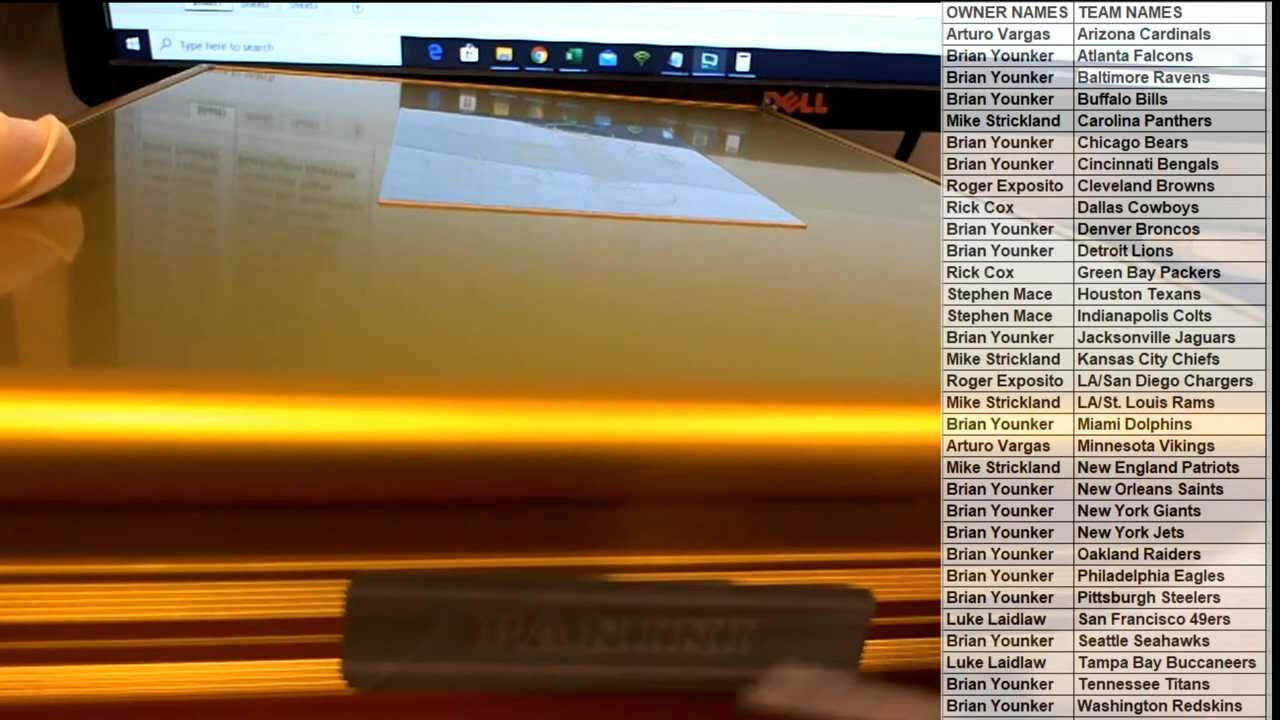 Type here to search
DELL
PANINI
OWNER NAMES TEAM NAMES
Arturo Vargas Arizona Cardinals
Brian Younker Atlanta Falcons
Brian Younker Baltimore Ravens
Brian Younker Buffalo Bills
Mike Strickland Carolina Panthers
Brian Younker Chicago Bears
Brian Younker Cincinnati Bengals
Roger Exposito Cleveland Browns
Rick Cox Dallas Cowboys
Brian Younker Denver Broncos
Brian Younker Detroit Lions
Rick Cox Green Bay Packers
Stephen Mace Houston Texans
Stephen Mace Indianapolis Colts
Brian Younker Jacksonville Jaguars
Mike Strickland Kansas City Chiefs
Roger Exposito LA/San Diego Chargers
Mike Strickland LA/St. Louis Rams
Brian Younker Miami Dolphins
Arturo Vargas Minnesota Vikings
Mike Strickland New England Patriots
Brian Younker New Orleans Saints
Brian Younker New York Giants
Brian Younker New York Jets
Brian Younker Oakland Raiders
Brian Younker Philadelphia Eagles
Brian Younker Pittsburgh Steelers
Luke Laidlaw San Francisco 49ers
Brian Younker Seattle Seahawks
Luke Laidlaw Tampa Bay Buccaneers
Brian Younker Tennessee Titans
Brian Younker Washington Redskins